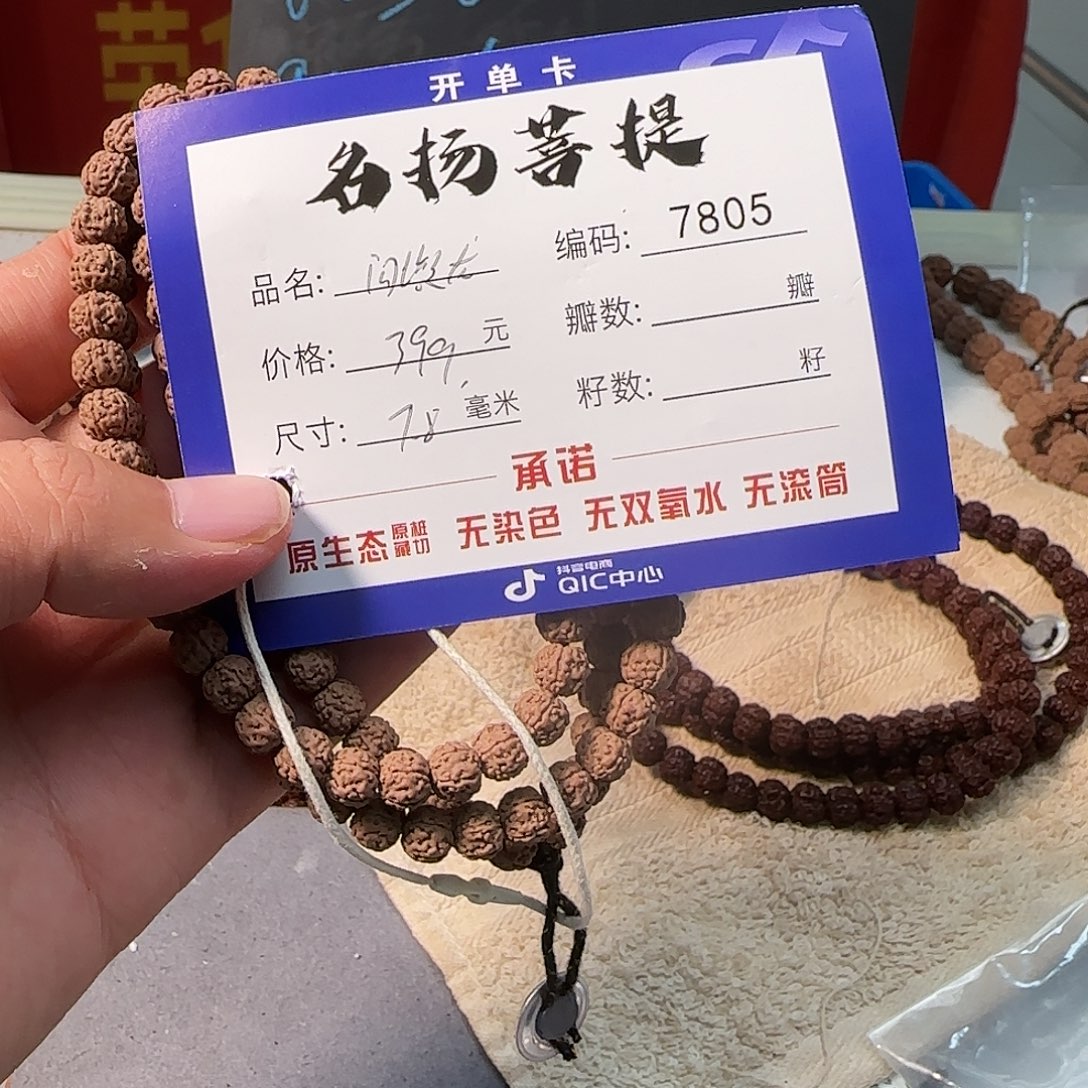 开单卡
名扬菩提
品名:
编码: 7805
价格: 399 元
瓣数: 瓣
尺寸: 7.8 毫米
籽数: 籽
承诺
原生态 原桩藏切 无染色 无双氧水 无滚筒
抖音电商
QIC中心